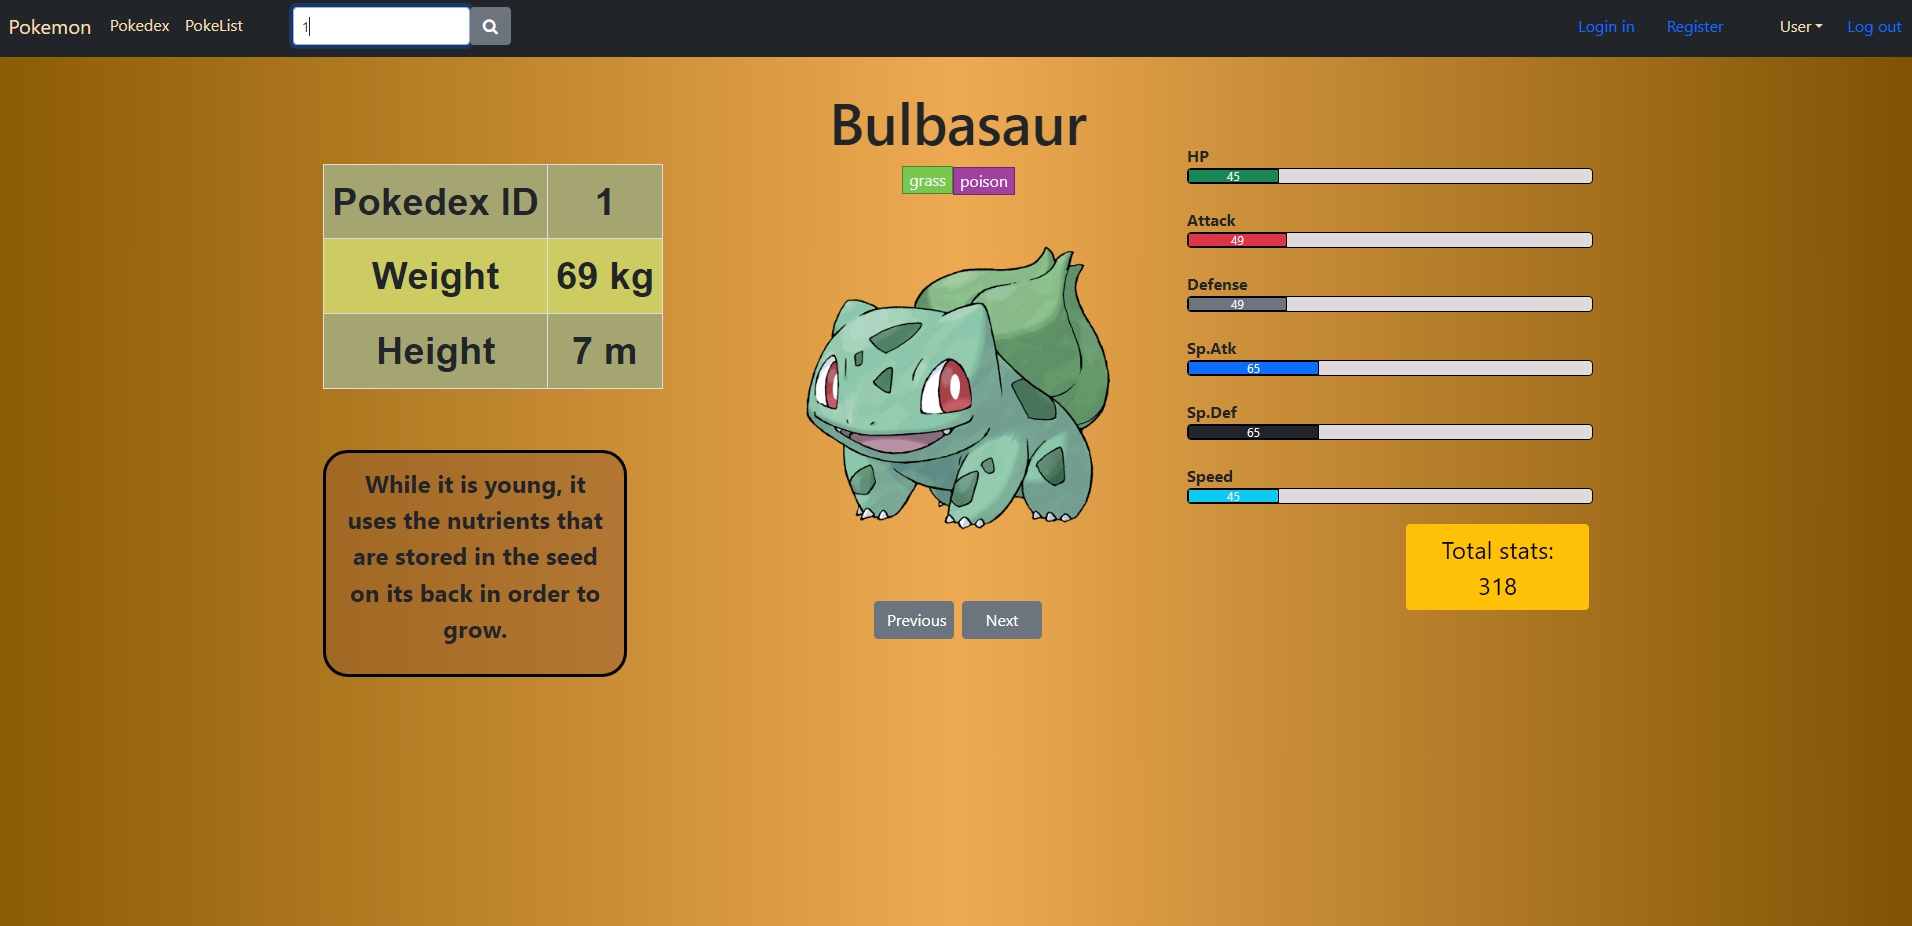 Pokemon Pokedex PokeList 1 Login in Register User Log out
Bulbasaur
grass poison
Pokedex ID 1
Weight 69 kg
Height 7 m
While it is young, it
uses the nutrients that
are stored in the seed
on its back in order to
grow.
Previous Next
HP
45
Attack
49
Defense
49
Sp.Atk
65
Sp.Def
65
Speed
45
Total stats:
318